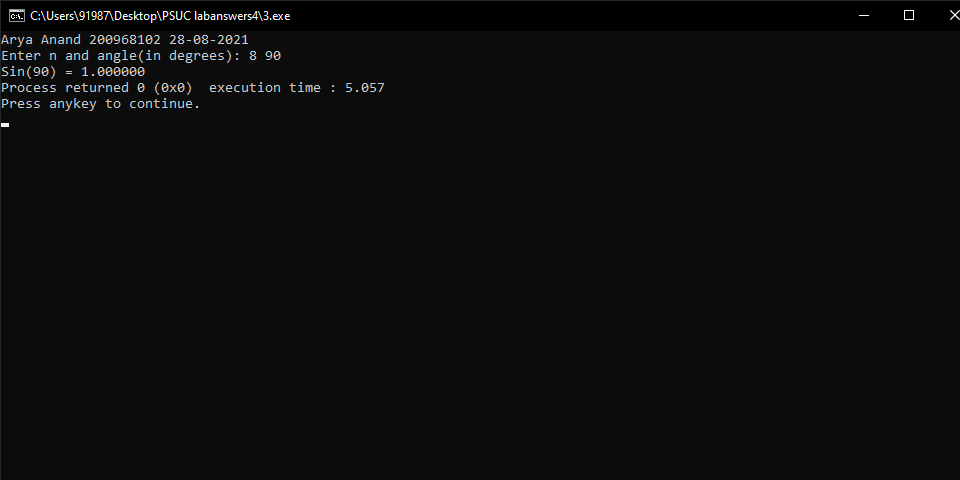 C:\Users\91987\Desktop\PSUC labanswers4\3.exe
Arya Anand 200968102 28-08-2021
Enter n and angle(in degrees): 8 90
Sin(90) = 1.000000
Process returned 0 (0x0)  execution time : 5.057
Press anykey to continue.